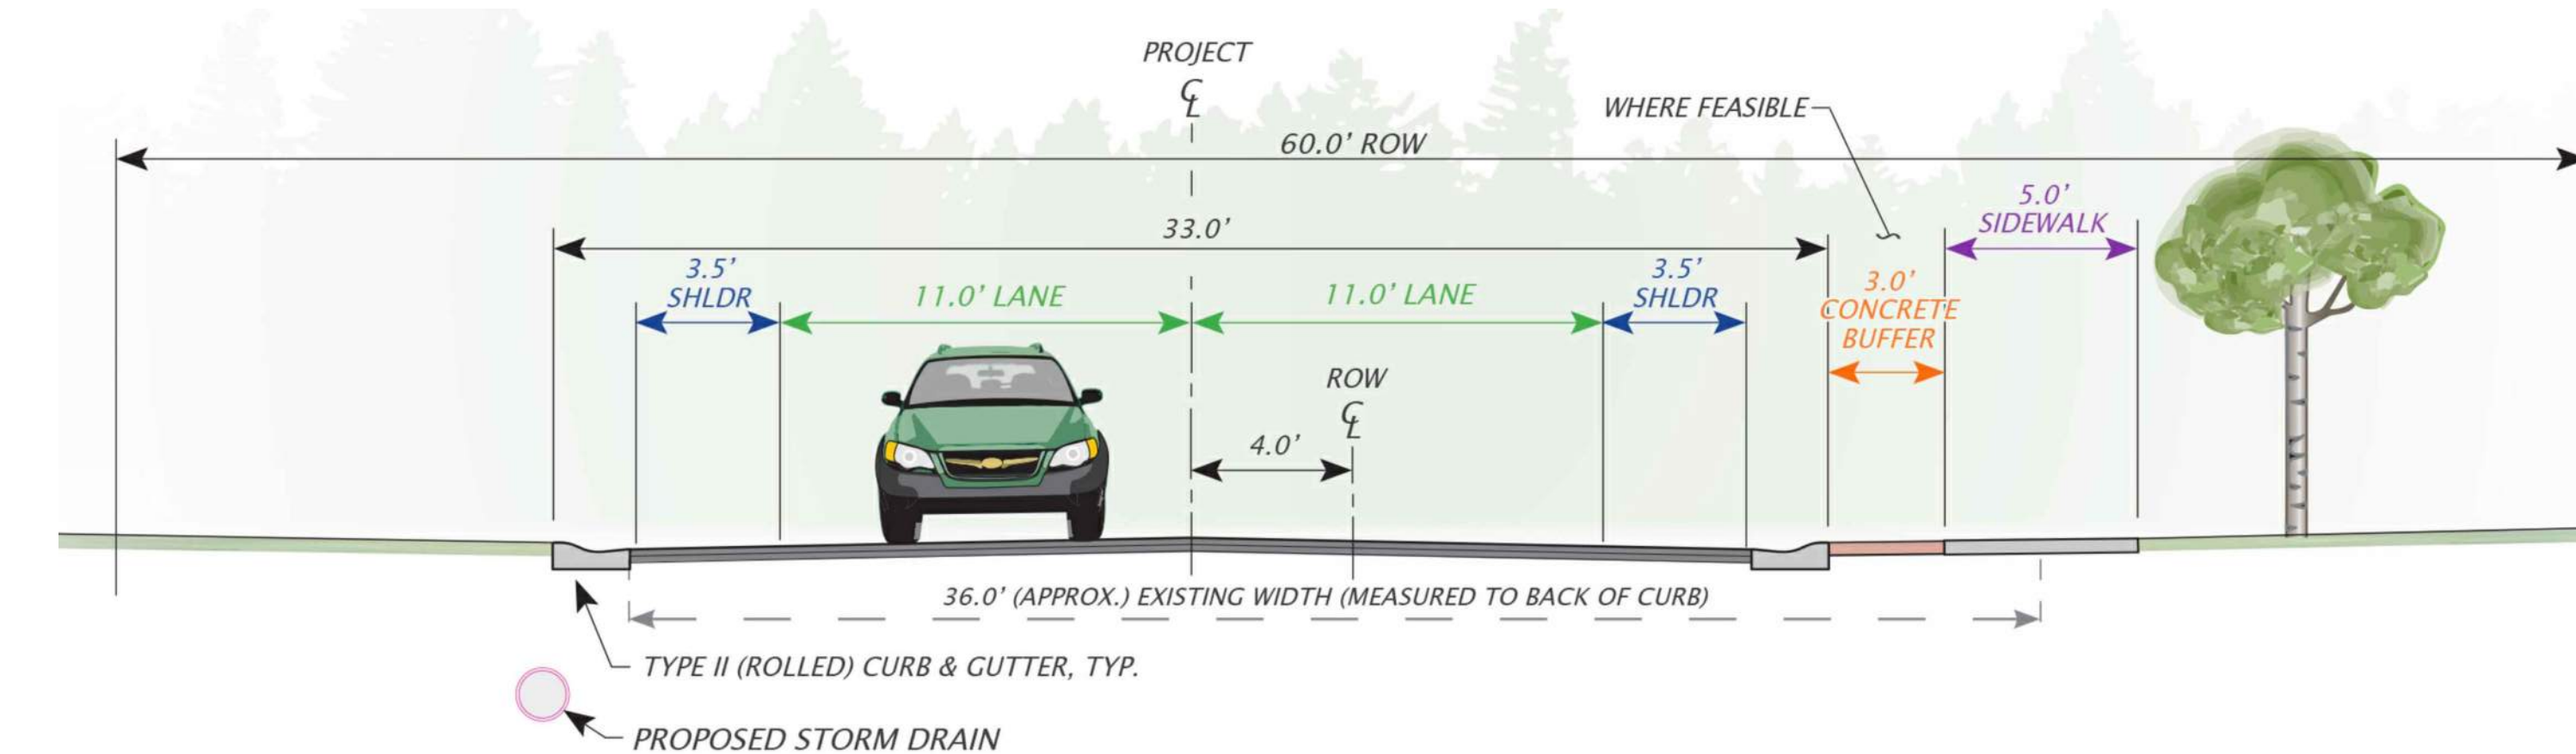 PROJECT
℄
60.0’ ROW
WHERE FEASIBLE
33.0’
5.0’
SIDEWALK
3.5’
SHLDR
11.0’ LANE
11.0’ LANE
3.5’
SHLDR
3.0’
CONCRETE
BUFFER
ROW
℄
4.0’
36.0’ (APPROX.) EXISTING WIDTH (MEASURED TO BACK OF CURB)
TYPE II (ROLLED) CURB & GUTTER, TYP.
PROPOSED STORM DRAIN